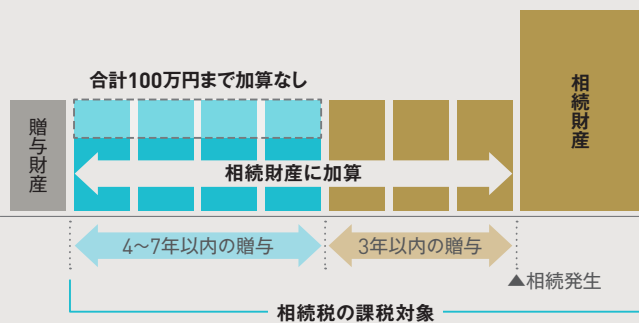 合計100万円まで加算なし
相続財産
贈与財産
相続財産に加算
4〜7年以内の贈与
3年以内の贈与
▲相続発生
相続税の課税対象